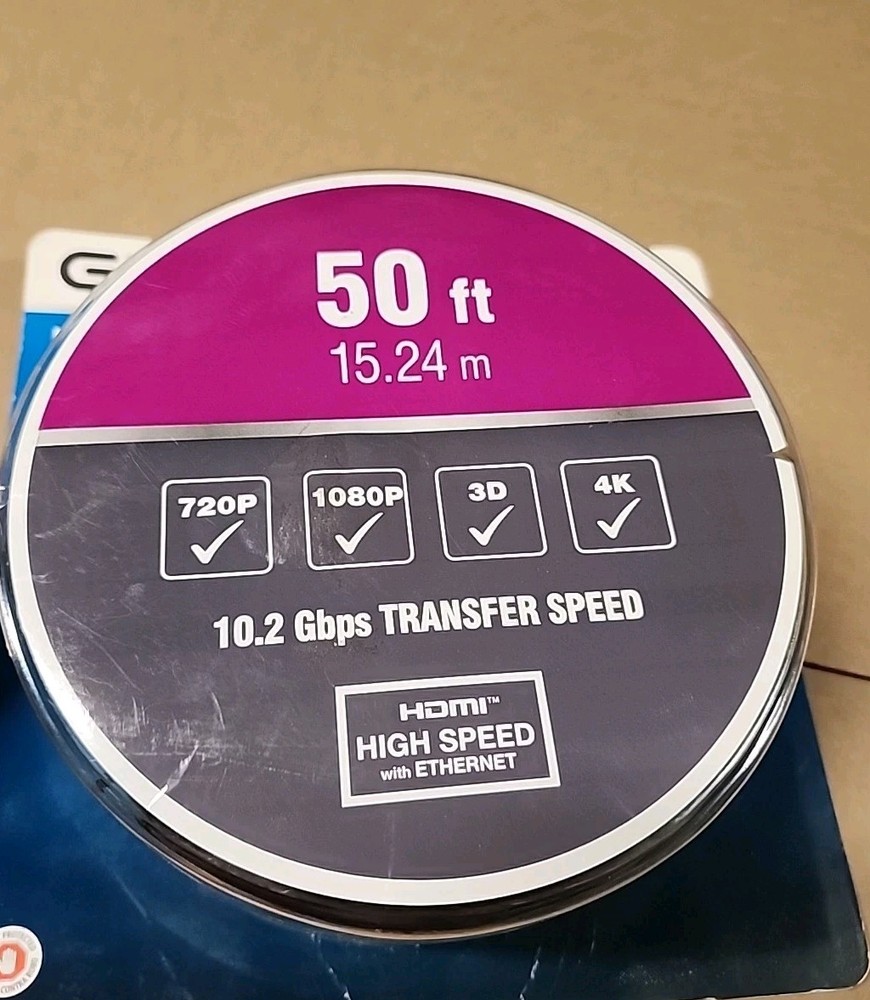 50 ft
15.24 m
720P
1080P
3D
4K
10.2 Gbps TRANSFER SPEED
HDMI™
HIGH SPEED
with ETHERNET